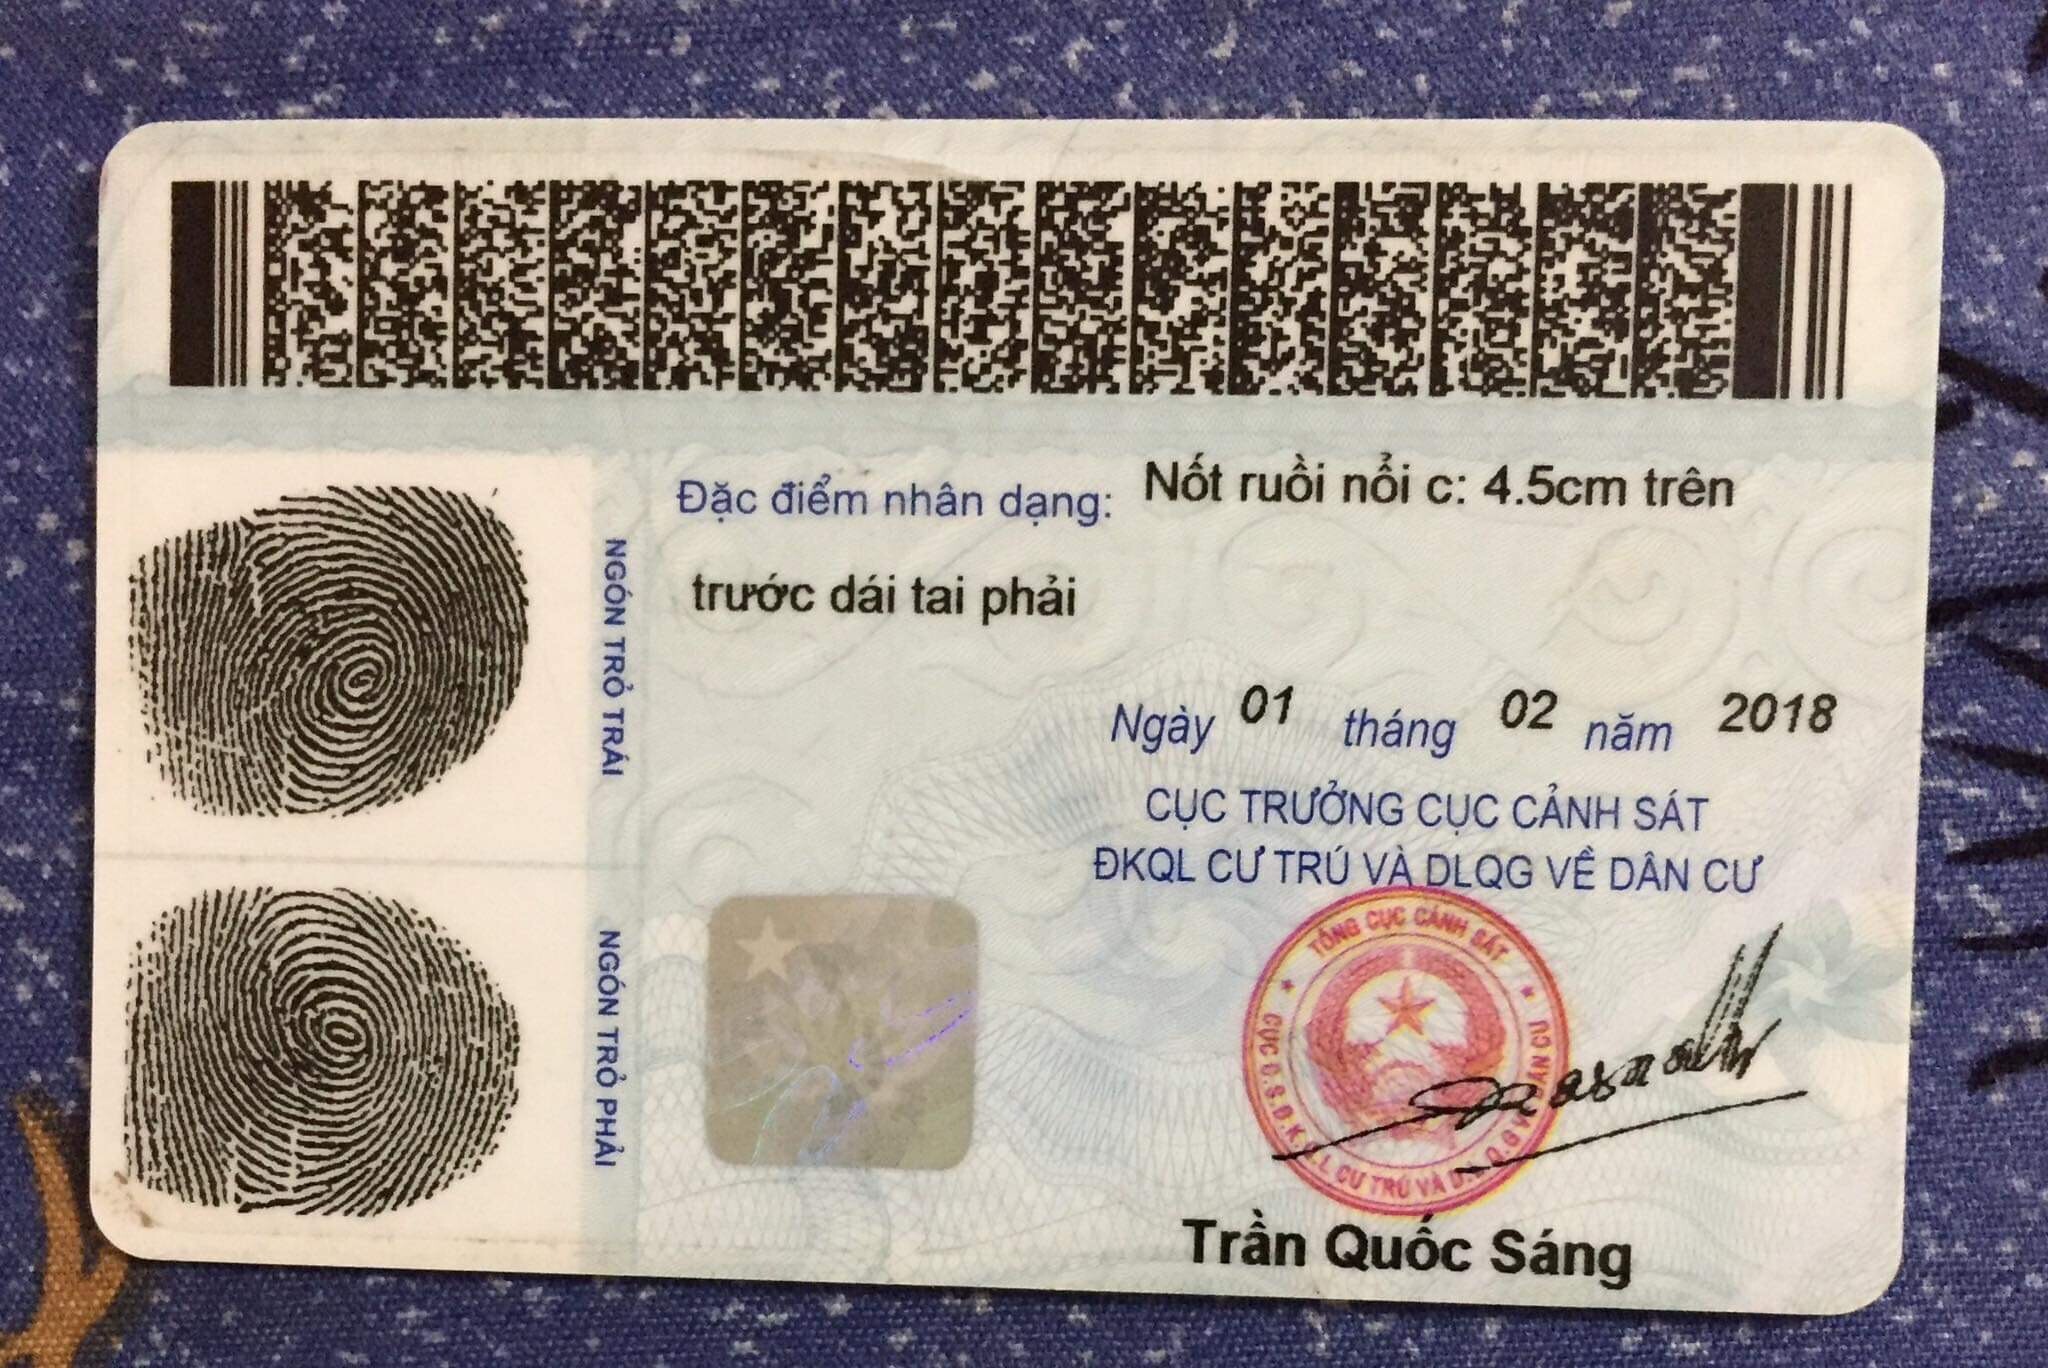 Đặc điểm nhân dạng: Nốt ruồi nổi c: 4.5cm trên
trước dái tai phải
NGÓN TRỎ TRÁI
NGÓN TRỎ PHẢI
Ngày 01 tháng 02 năm 2018
CỤC TRƯỞNG CỤC CẢNH SÁT
ĐKQL CƯ TRÚ VÀ DLQG VỀ DÂN CƯ
TỔNG CỤC CẢNH SÁT
Trần Quốc Sáng